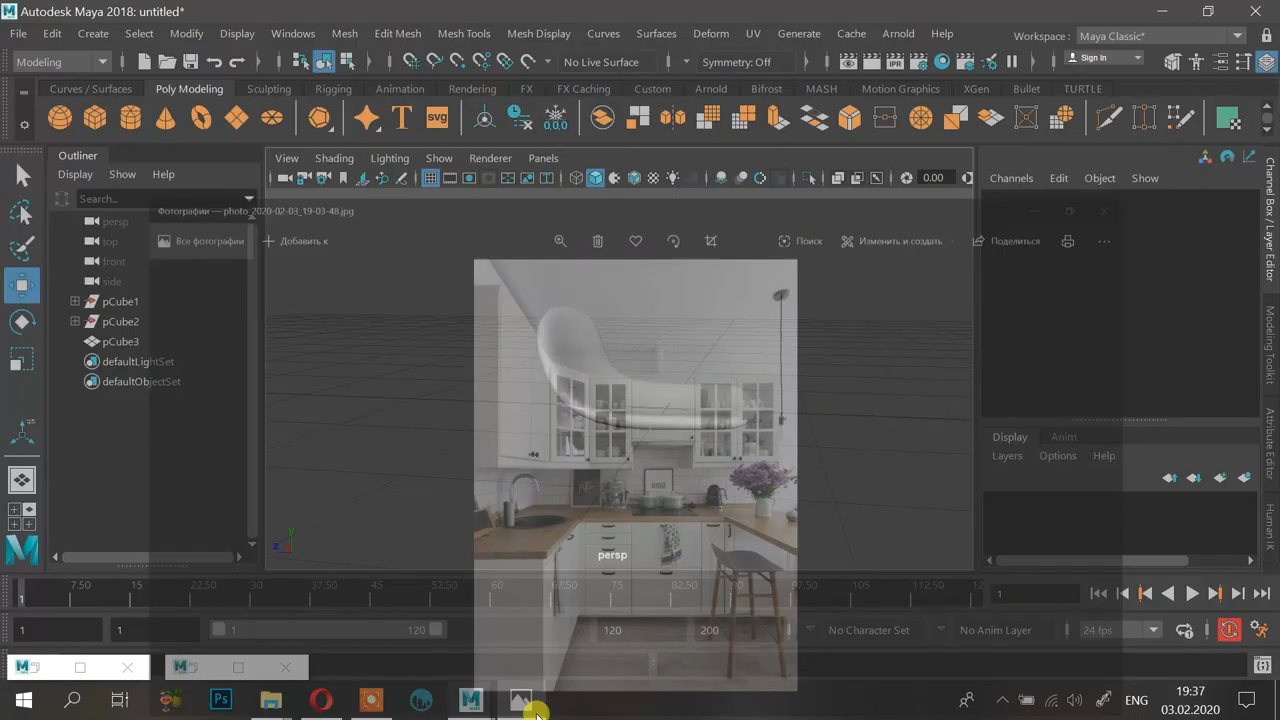 Autodesk Maya 2018: untitled*
File Edit Create Select Modify Display Windows Mesh Edit Mesh Mesh Tools Mesh Display Curves Surfaces Deform UV Generate Cache Arnold Help Workspace : Maya Classic*
Modeling No Live Surface Symmetry: Off Sign In
Curves / Surfaces Poly Modeling Sculpting Rigging Animation Rendering FX FX Caching Custom Arnold Bifrost MASH Motion Graphics XGen Bullet TURTLE
T svg 0,0,0
Outliner
Display Show Help
Search...
persp
top
front
side
pCube1
pCube2
pCube3
defaultLightSet
defaultObjectSet
View Shading Lighting Show Renderer Panels
0.00
Фотографии — photo_2020-02-03_19-03-48.jpg
Все фотографии Добавить к Поиск Изменить и создать Поделиться
persp
y
z
Channels Edit Object Show
Display Anim
Layers Options Help
Channel Box / Layer Editor
Modeling Toolkit
Attribute Editor
Human IK
1 7.50 15 22.50 30 37.50 45 52.50 60 67.50 75 82.50 90 97.50 105 112.50 12
1
1 1 1 120 120 200 No Character Set No Anim Layer 24 fps
Ps M ENG 19:37
03.02.2020